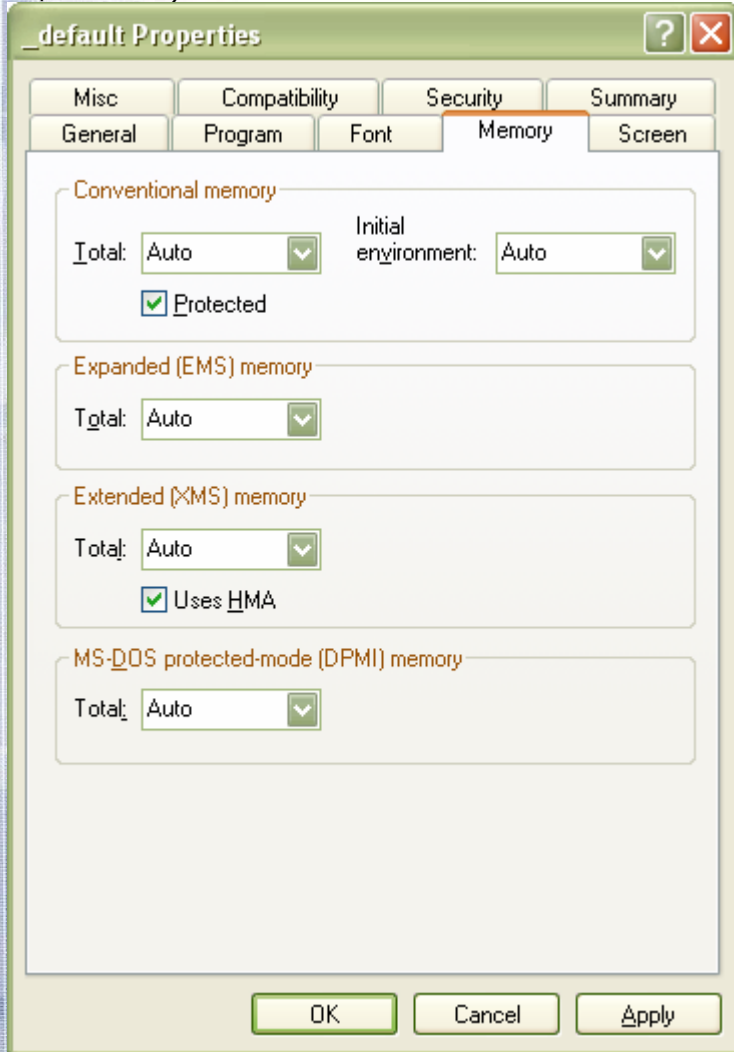 _default Properties
Misc Compatibility Security Summary
General Program Font Memory Screen
Conventional memory
Initial
Total: Auto environment: Auto
Protected
Expanded (EMS) memory
Total: Auto
Extended (XMS) memory
Total: Auto
Uses HMA
MS-DOS protected-mode (DPMI) memory
Total: Auto
OK Cancel Apply